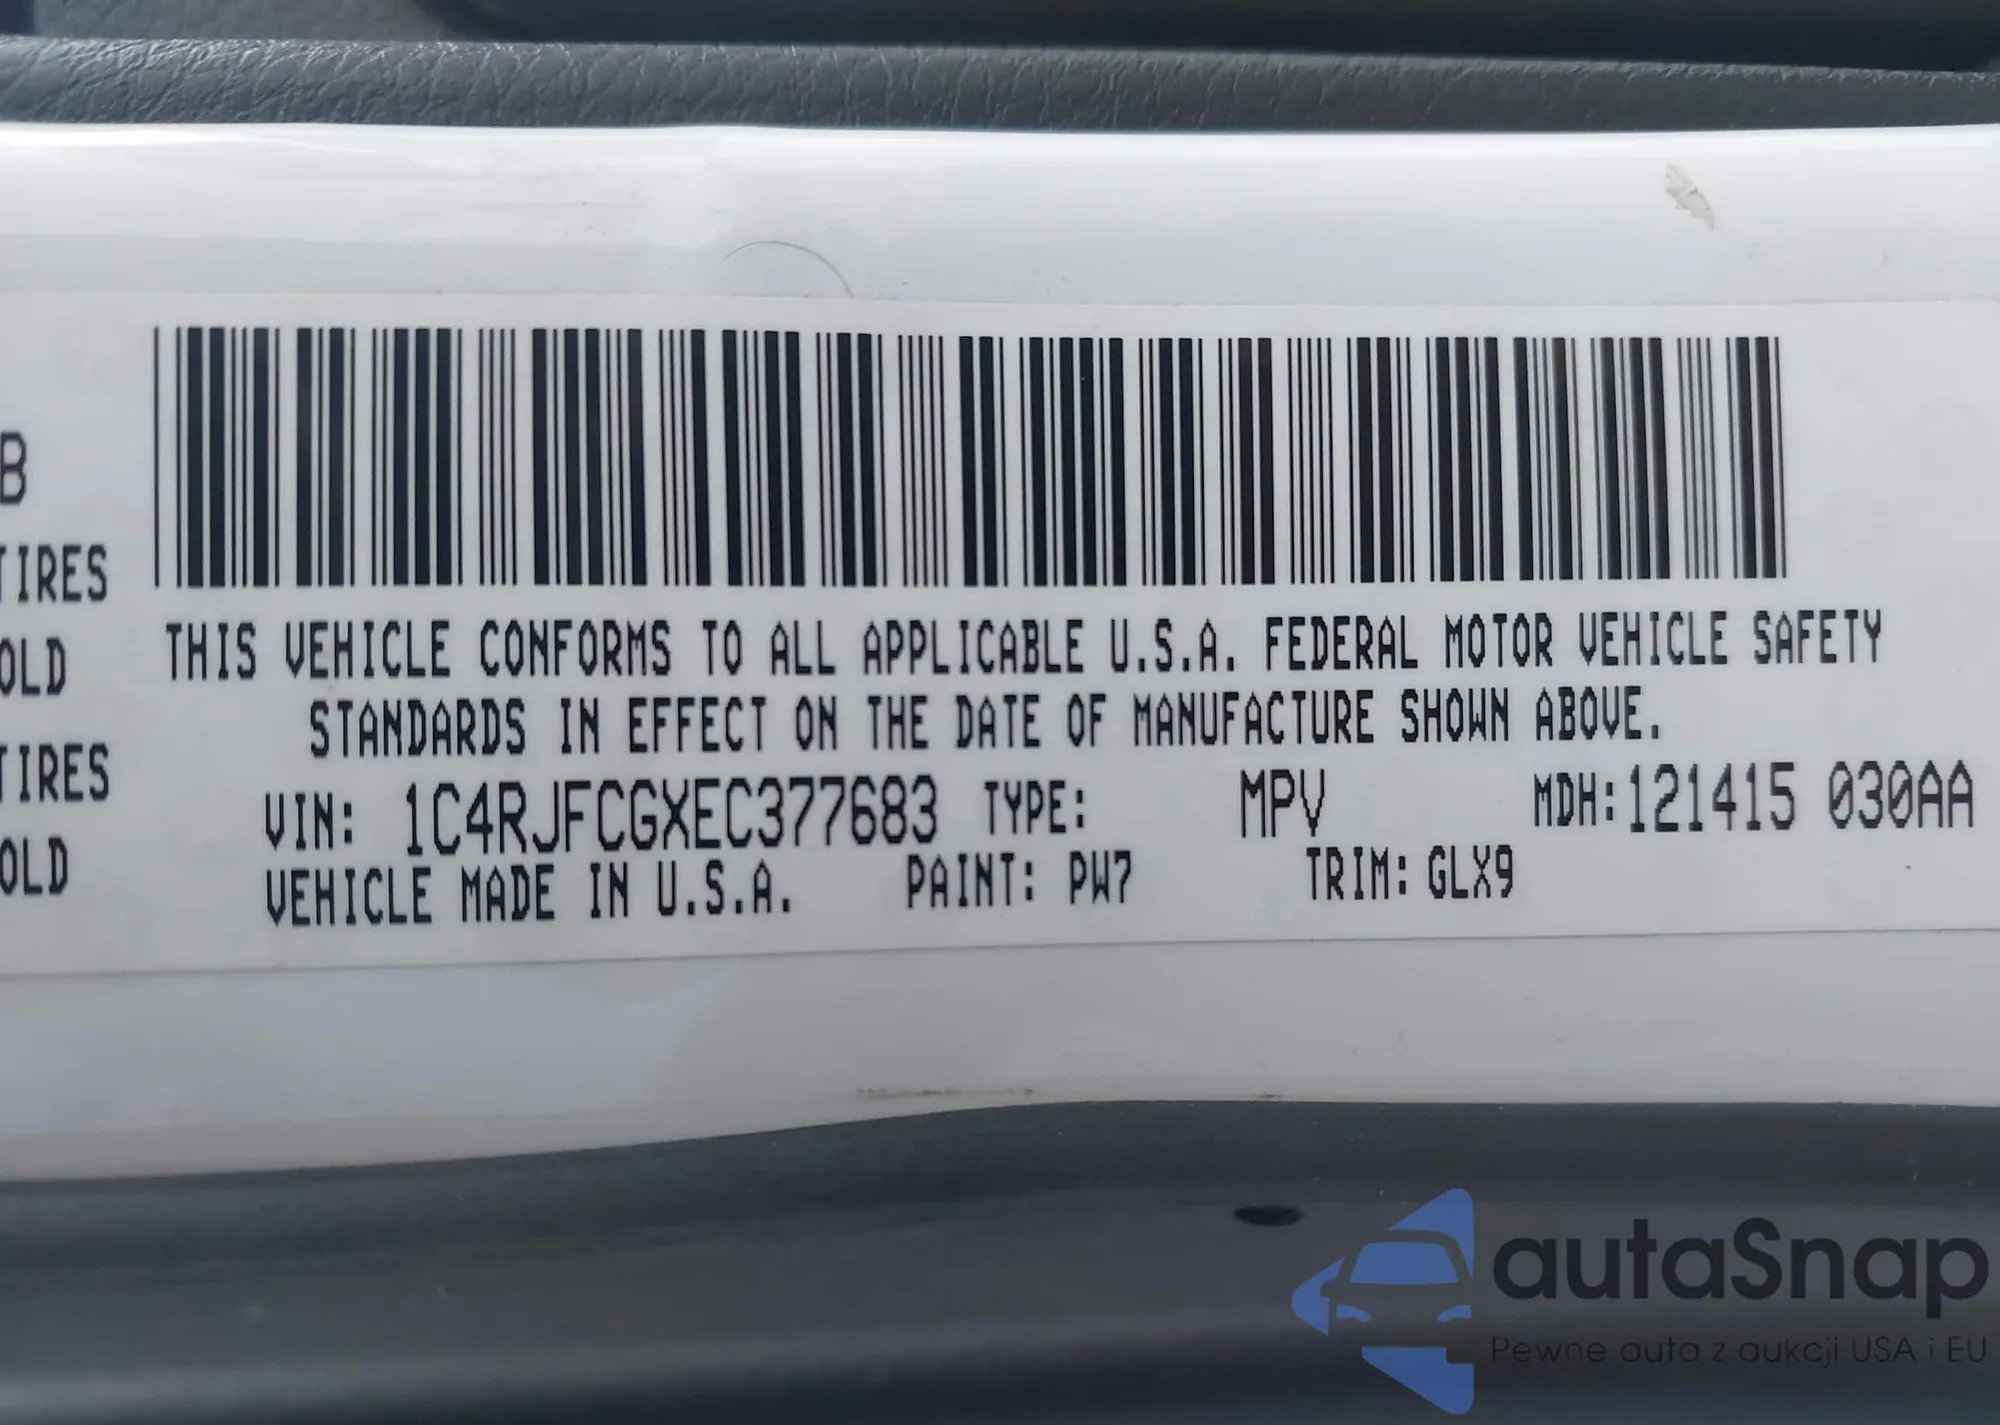 B
TIRES
OLD
TIRES
OLD
THIS VEHICLE CONFORMS TO ALL APPLICABLE U.S.A. FEDERAL MOTOR VEHICLE SAFETY
STANDARDS IN EFFECT ON THE DATE OF MANUFACTURE SHOWN ABOVE.
VIN: 1C4RJFCGXEC377683 TYPE: MPV MDH:121415 030AA
VEHICLE MADE IN U.S.A. PAINT: PW7 TRIM: GLX9
autaSnap
Pewne auta z aukcji USA i EU